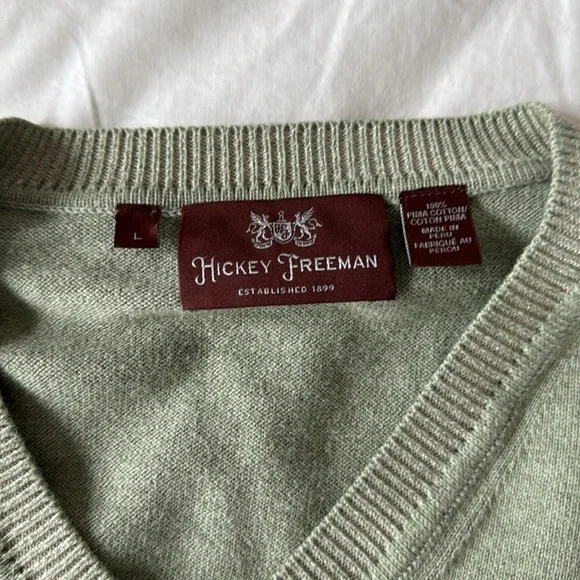 L
HICKEY FREEMAN
ESTABLISHED 1899
100%
PIMA COTTON/
COTON PIMA
MADE IN
PERU
FABRIQUÉ AU
PÉROU